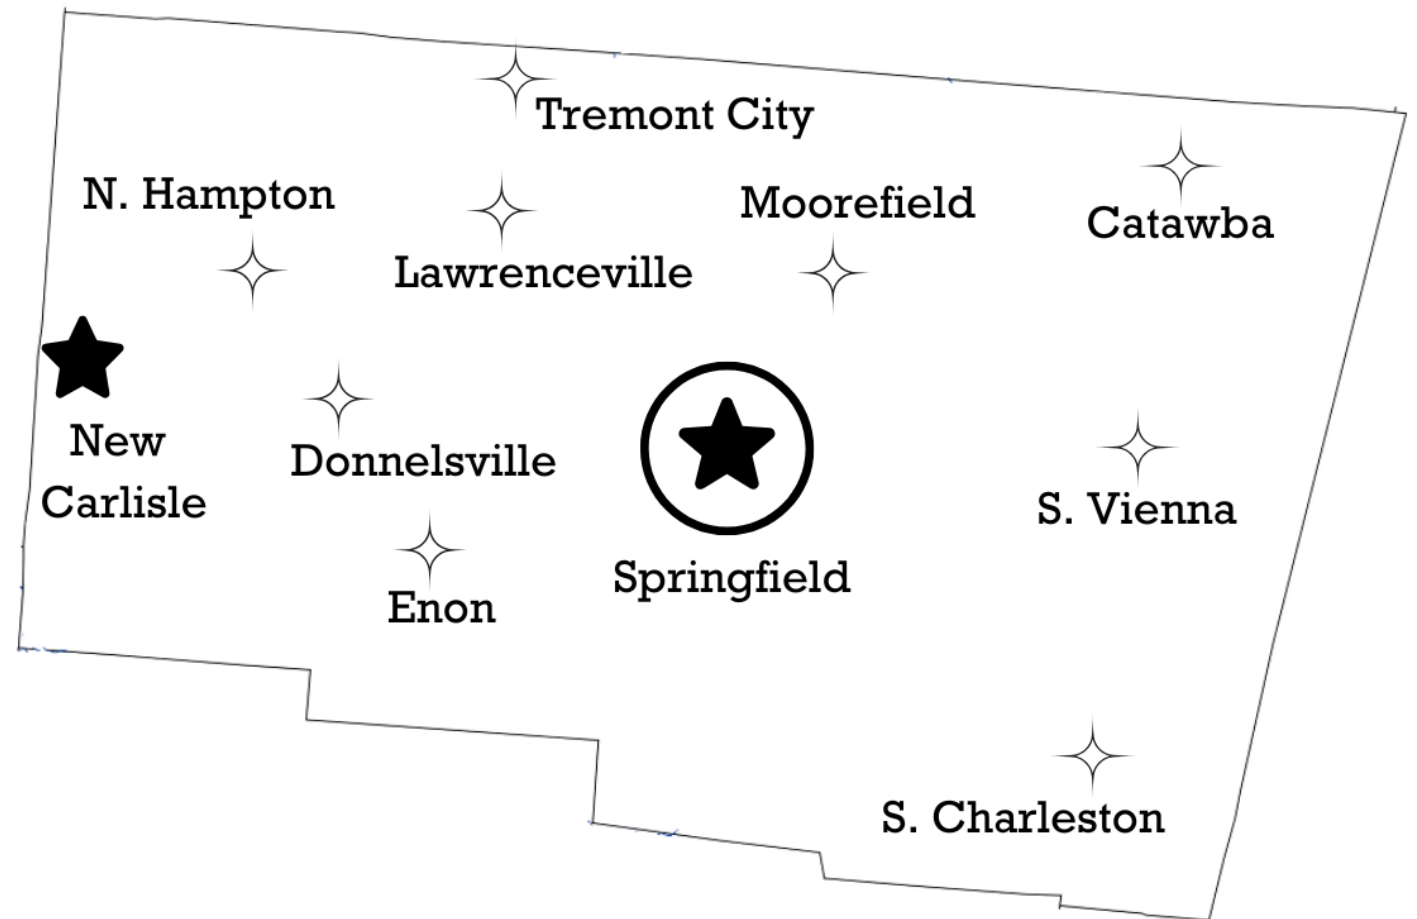 Tremont City
N. Hampton
Moorefield
Catawba
Lawrenceville
New
Carlisle
Donnelsville
S. Vienna
Springfield
Enon
S. Charleston